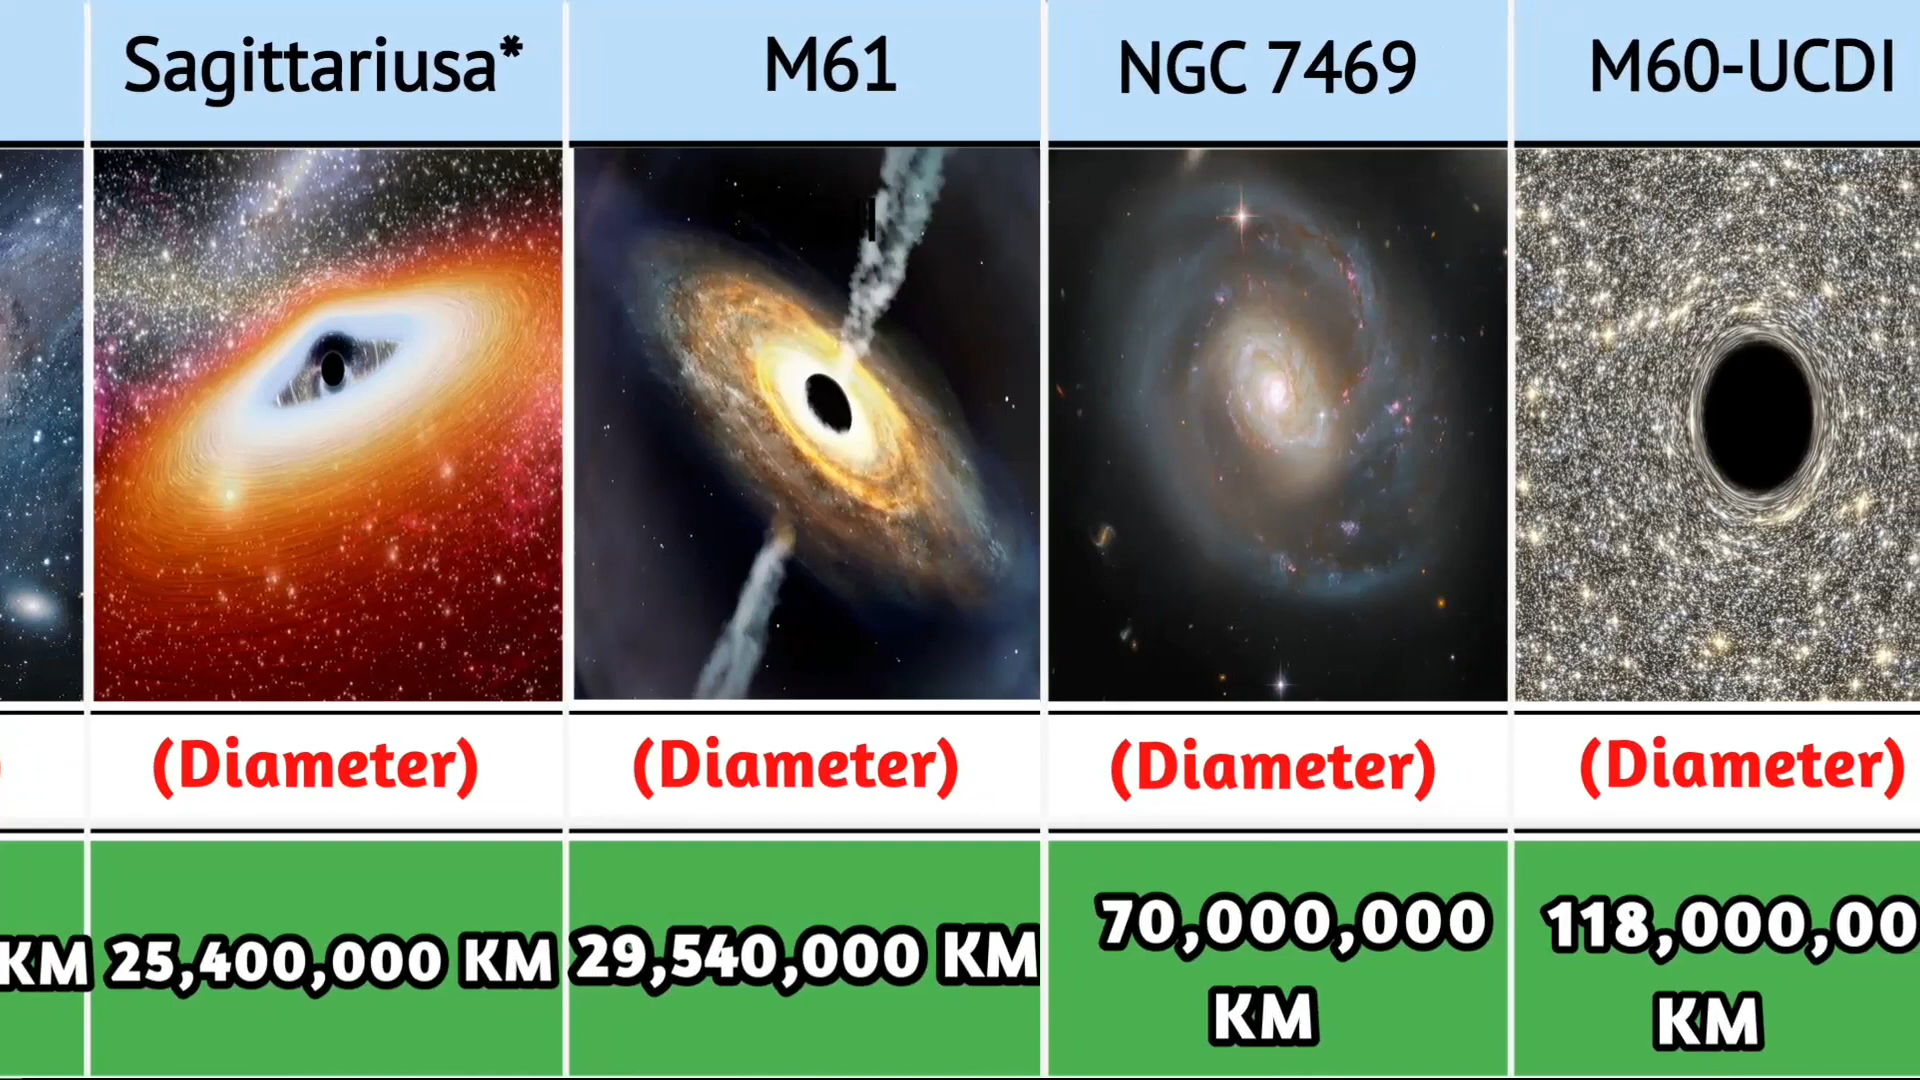 Sagittariusa*
M61
NGC 7469
M60-UCDI
(Diameter)
(Diameter)
(Diameter)
(Diameter)
KM
25,400,000 KM
29,540,000 KM
70,000,000
KM
118,000,00
KM